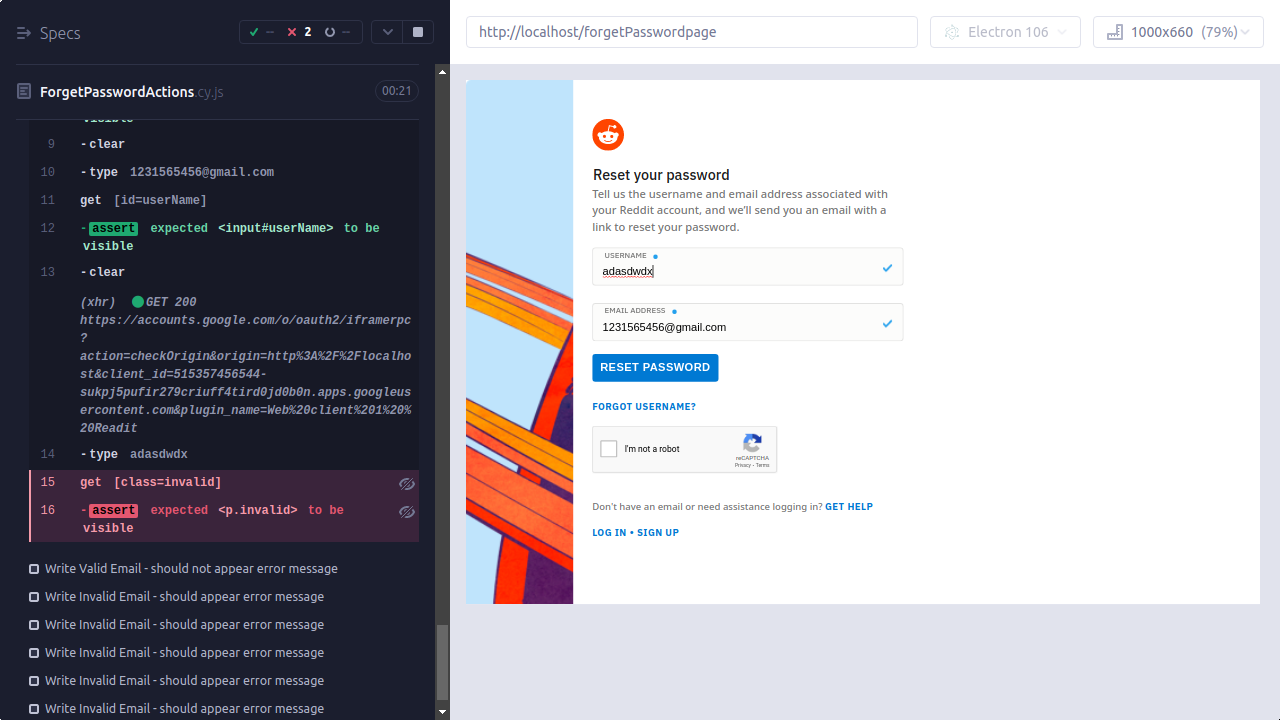 Specs
-- 2 --
ForgetPasswordActions.cy.js 00:21
visible
9 -clear
10 -type 1231565456@gmail.com
11 get [id=userName]
12 -assert expected <input#userName> to be
visible
13 -clear
(xhr) GET 200
https://accounts.google.com/o/oauth2/iframerpc
?
action=checkOrigin&origin=http%3A%2F%2Flocalho
st&client_id=515357456544-
sukpj5pufir279criuff4tird0jd0b0n.apps.googleus
ercontent.com&plugin_name=Web%20client%201%20%
20Readit
14 -type adasdwdx
15 get [class=invalid]
16 -assert expected <p.invalid> to be
visible
Write Valid Email - should not appear error message
Write Invalid Email - should appear error message
Write Invalid Email - should appear error message
Write Invalid Email - should appear error message
Write Invalid Email - should appear error message
Write Invalid Email - should appear error message
http://localhost/forgetPasswordpage
Electron 106
1000x660 (79%)
Reset your password
Tell us the username and email address associated with
your Reddit account, and we’ll send you an email with a
link to reset your password.
USERNAME
adasdwdx
EMAIL ADDRESS
1231565456@gmail.com
RESET PASSWORD
FORGOT USERNAME?
I'm not a robot
reCAPTCHA
Privacy - Terms
Don't have an email or need assistance logging in? GET HELP
LOG IN • SIGN UP